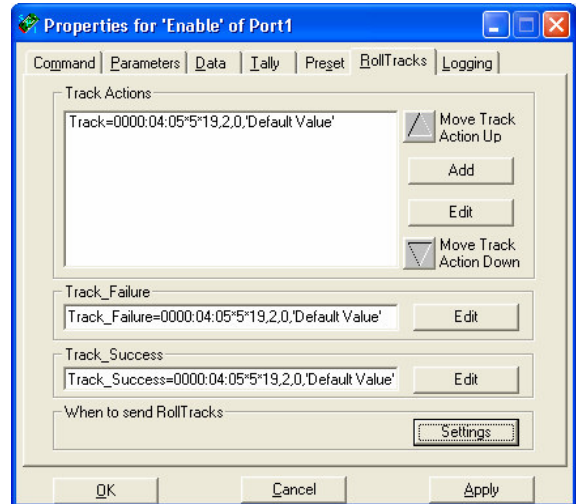 Properties for 'Enable' of Port1
Command Parameters Data Tally Preset RollTracks Logging
Track Actions
Track=0000:04:05*5*19,2,0,'Default Value'
Move Track
Action Up
Add
Edit
Move Track
Action Down
Track_Failure
Track_Failure=0000:04:05*5*19,2,0,'Default Value'
Edit
Track_Success
Track_Success=0000:04:05*5*19,2,0,'Default Value'
Edit
When to send RollTracks
Settings
OK Cancel Apply